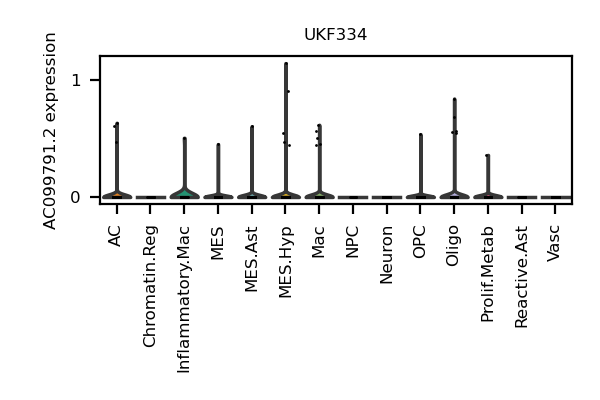 UKF334
AC099791.2 expression
1
0
AC
Chromatin.Reg
Inflammatory.Mac
MES
MES.Ast
MES.Hyp
Mac
NPC
Neuron
OPC
Oligo
Prolif.Metab
Reactive.Ast
Vasc